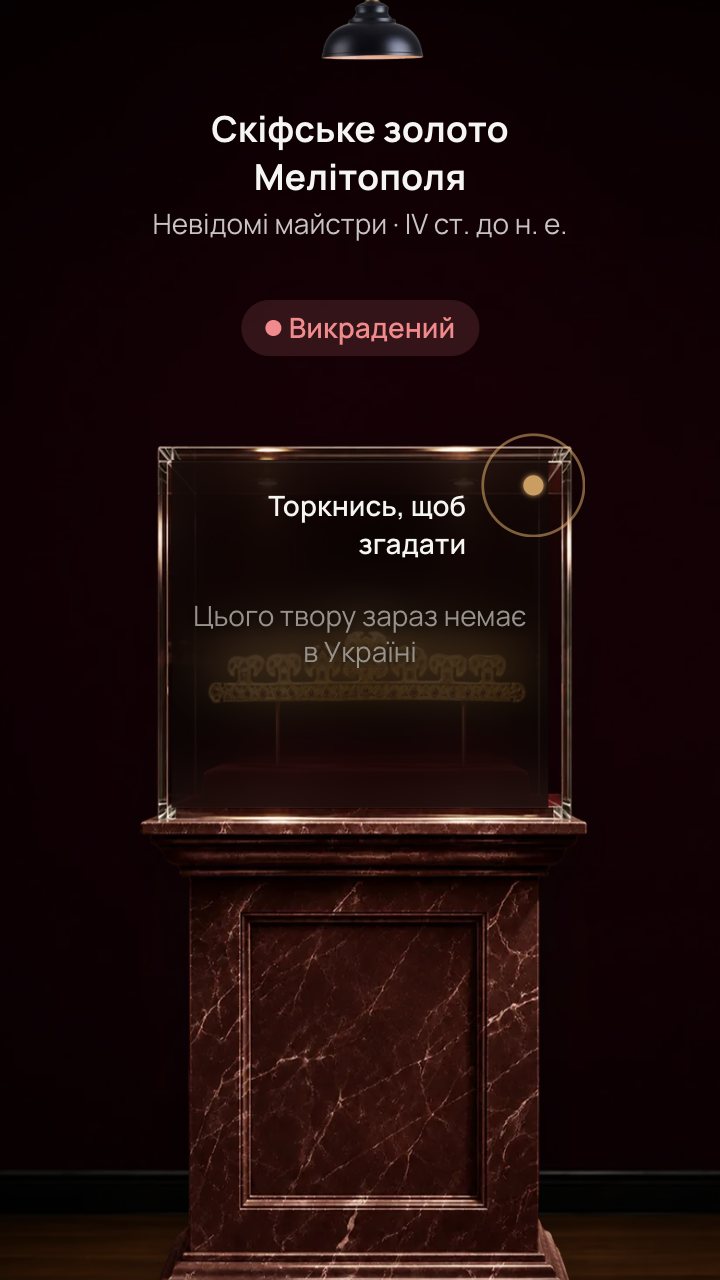 Скіфське золото
Мелітополя
Невідомі майстри · IV ст. до н. е.
Викрадений
Торкнись, щоб
згадати
Цього твору зараз немає
в Україні